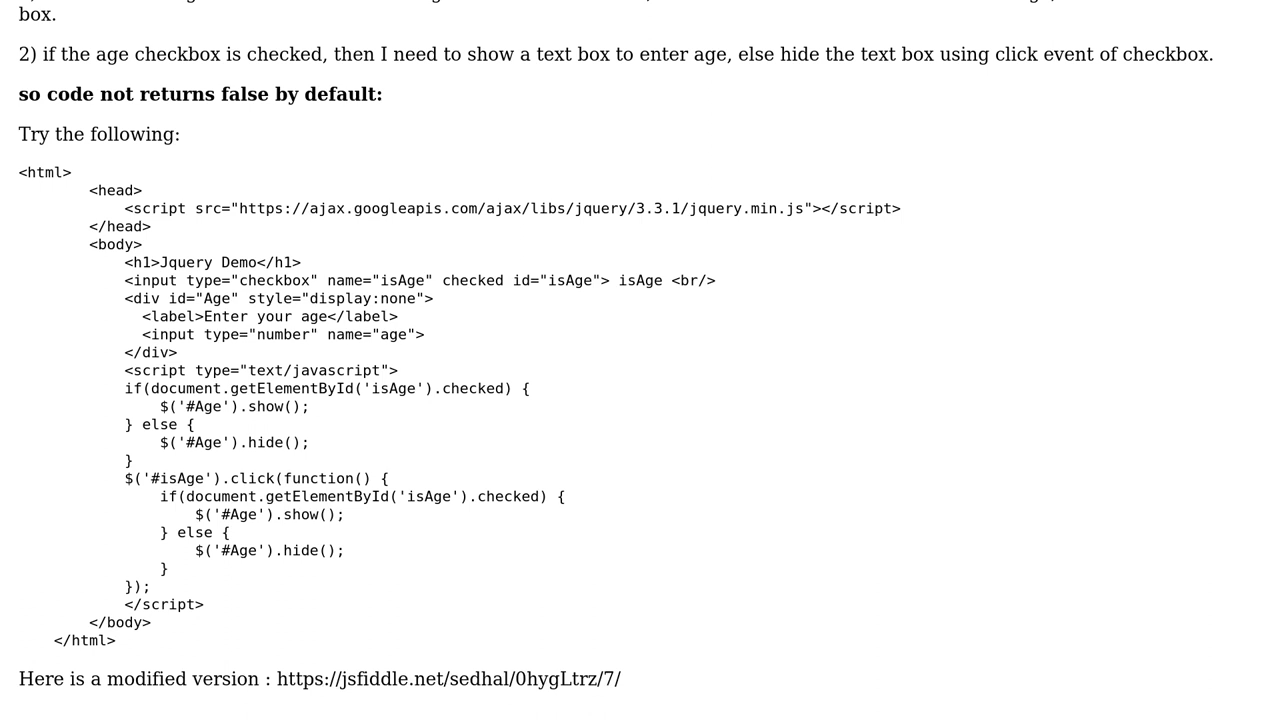 box.
2) if the age checkbox is checked, then I need to show a text box to enter age, else hide the text box using click event of checkbox.
so code not returns false by default:
Try the following:
<html>
        <head>
            <script src="https://ajax.googleapis.com/ajax/libs/jquery/3.3.1/jquery.min.js"></script>
        </head>
        <body>
            <h1>Jquery Demo</h1>
            <input type="checkbox" name="isAge" checked id="isAge"> isAge <br/>
            <div id="Age" style="display:none">
              <label>Enter your age</label>
              <input type="number" name="age">
            </div>
            <script type="text/javascript">
            if(document.getElementById('isAge').checked) {
                $('#Age').show();
            } else {
                $('#Age').hide();
            }
            $('#isAge').click(function() {
                if(document.getElementById('isAge').checked) {
                    $('#Age').show();
                } else {
                    $('#Age').hide();
                }
            });
            </script>
        </body>
    </html>
Here is a modified version : https://jsfiddle.net/sedhal/0hygLtrz/7/